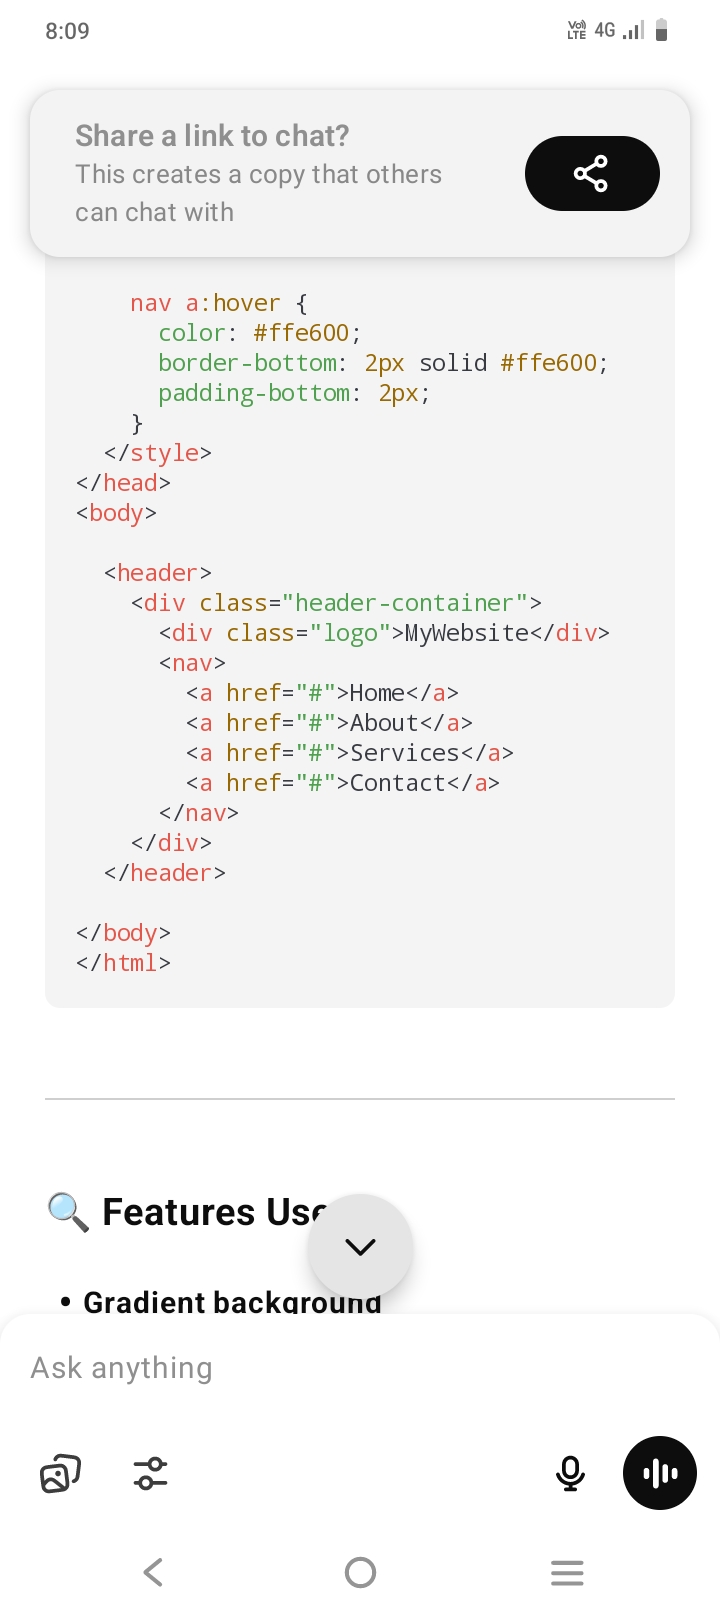 8:09
Vo)) LTE 4G
Share a link to chat?
This creates a copy that others
can chat with
nav a:hover {
color: #ffe600;
border-bottom: 2px solid #ffe600;
padding-bottom: 2px;
}
</style>
</head>
<body>
<header>
<div class="header-container">
<div class="logo">MyWebsite</div>
<nav>
<a href="#">Home</a>
<a href="#">About</a>
<a href="#">Services</a>
<a href="#">Contact</a>
</nav>
</div>
</header>
</body>
</html>
🔍 Features Use
• Gradient background
Ask anything